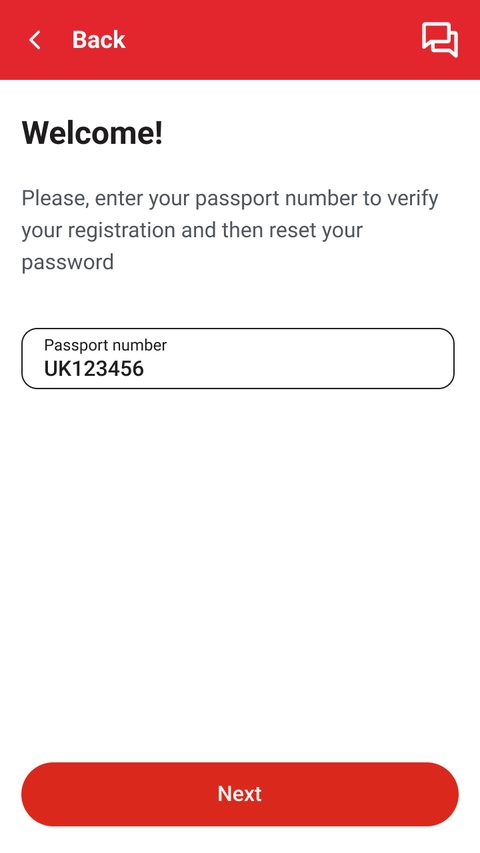 Back
Welcome!
Please, enter your passport number to verify
your registration and then reset your
password
Passport number
UK123456
Next